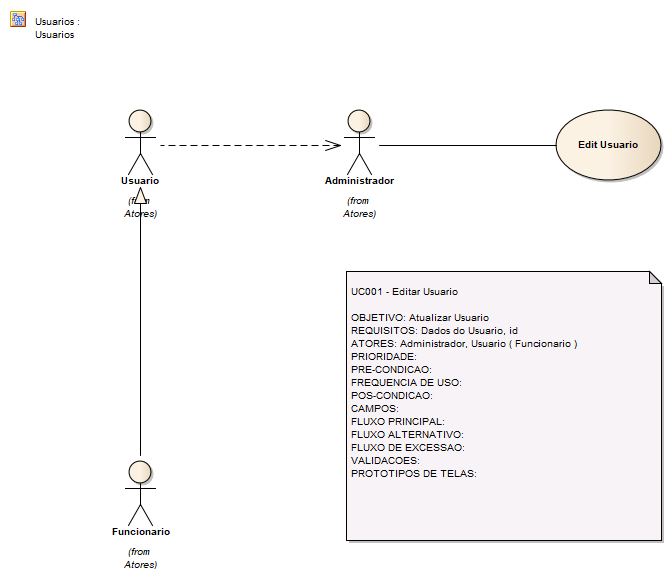 Usuarios :
Usuarios
Usuario
(from
Atores)
Administrador
(from
Atores)
Edit Usuario
UC001 - Editar Usuario
OBJETIVO: Atualizar Usuario
REQUISITOS: Dados do Usuario, id
ATORES: Administrador, Usuario ( Funcionario )
PRIORIDADE:
PRE-CONDICAO:
FREQUENCIA DE USO:
POS-CONDICAO:
CAMPOS:
FLUXO PRINCIPAL:
FLUXO ALTERNATIVO:
FLUXO DE EXCESSAO:
VALIDACOES:
PROTOTIPOS DE TELAS:
Funcionario
(from
Atores)